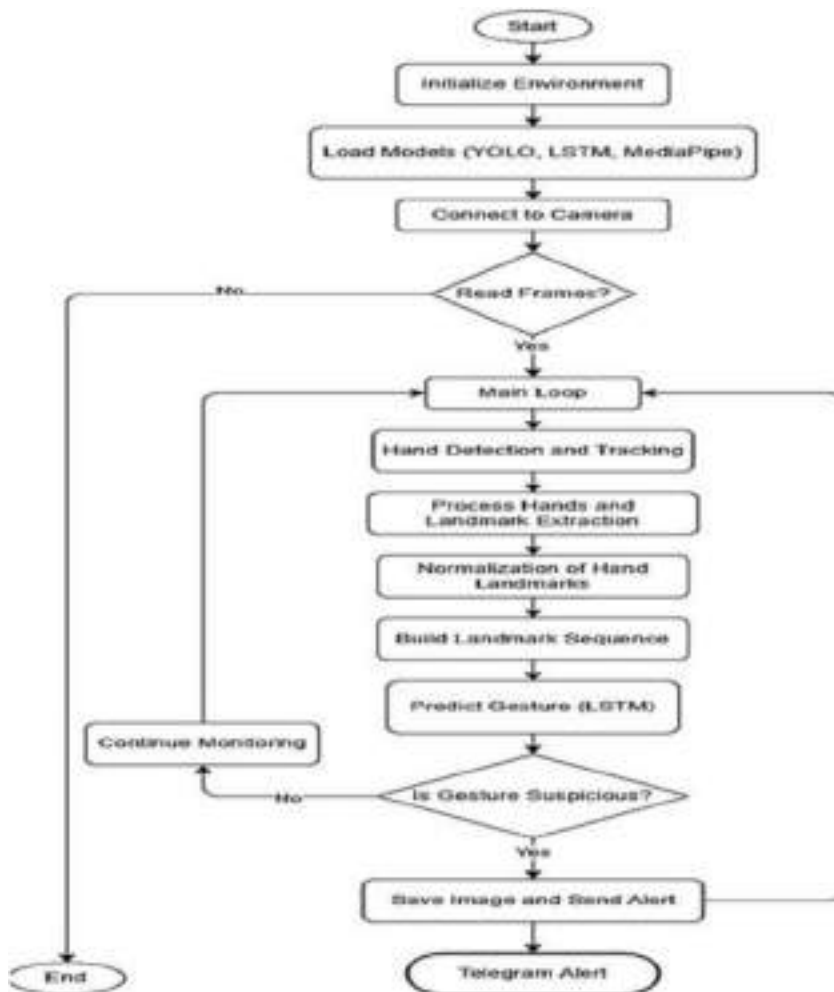 Start
Initialize Environment
Load Models (YOLO, LSTM, MediaPipe)
Connect to Camera
No
Read Frames?
Yes
Main Loop
Hand Detection and Tracking
Process Hands and
Landmark Extraction
Normalization of Hand
Landmarks
Build Landmark Sequence
Predict Gesture (LSTM)
Continue Monitoring
No
Is Gesture Suspicious?
Yes
Save Image and Send Alert
End
Telegram Alert